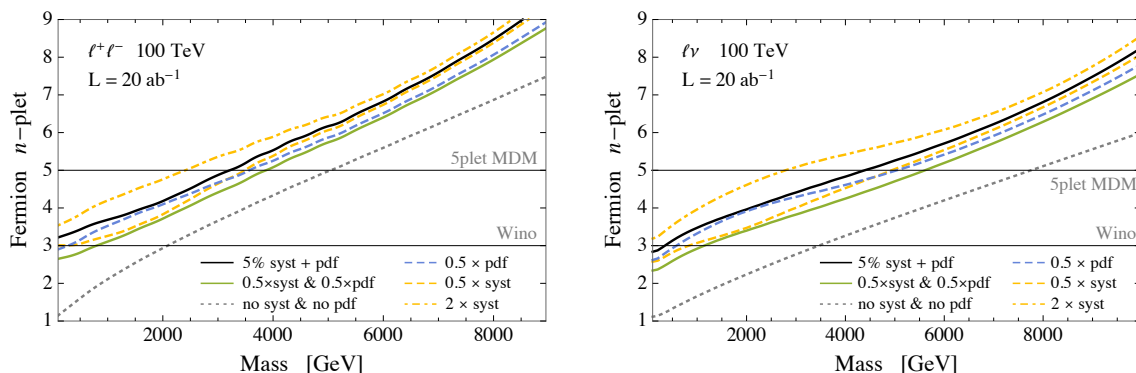 9
8
7
6
5
4
3
2
1
Fermion n-plet
ℓ⁺ℓ⁻ 100 TeV
L = 20 ab⁻¹
5plet MDM
Wino
5% syst + pdf
0.5×syst & 0.5×pdf
no syst & no pdf
0.5 × pdf
0.5 × syst
2 × syst
2000 4000 6000 8000
Mass [GeV]
9
8
7
6
5
4
3
2
1
Fermion n-plet
ℓν 100 TeV
L = 20 ab⁻¹
5plet MDM
Wino
5% syst + pdf
0.5×syst & 0.5×pdf
no syst & no pdf
0.5 × pdf
0.5 × syst
2 × syst
2000 4000 6000 8000
Mass [GeV]